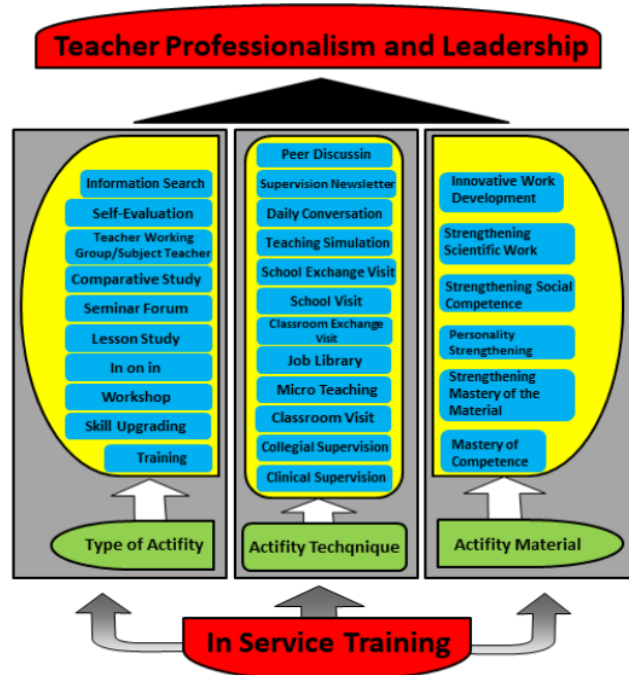 Teacher Professionalism and Leadership
Information Search
Self-Evaluation
Teacher Working
Group/Subject Teacher
Comparative Study
Seminar Forum
Lesson Study
In on in
Workshop
Skill Upgrading
Training
Type of Actifity
Peer Discussin
Supervision Newsletter
Daily Conversation
Teaching Simulation
School Exchange Visit
School Visit
Classroom Exchange
Visit
Job Library
Micro Teaching
Classroom Visit
Collegial Supervision
Clinical Supervision
Actifity Techqnique
Innovative Work
Development
Strengthening
Scientific Work
Strengthening Social
Competence
Personality
Strengthening
Strengthening
Mastery of the
Material
Mastery of
Competence
Actifity Material
In Service Training